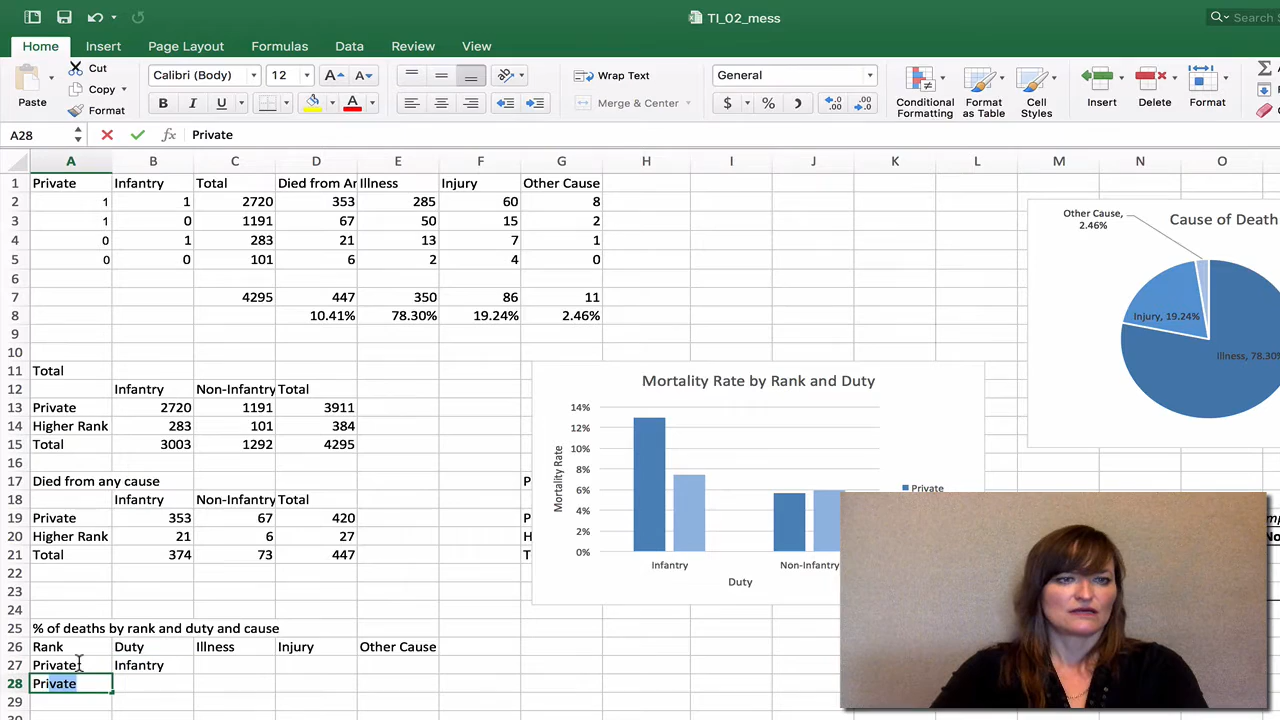 TI_02_mess
Search
Home Insert Page Layout Formulas Data Review View
Cut
Copy
Format
Paste
Calibri (Body) 12
B I U
Wrap Text
Merge & Center
General
$ % )
Conditional Formatting
Format as Table
Cell Styles
Insert
Delete
Format
A28 fx Private
A B C D E F G H I J K L M N O
1 Private Infantry Total Died from An Illness Injury Other Cause
2 1 1 2720 353 285 60 8
3 1 0 1191 67 50 15 2
4 0 1 283 21 13 7 1
5 0 0 101 6 2 4 0
6
7 4295 447 350 86 11
8 10.41% 78.30% 19.24% 2.46%
9
10
11 Total
12 Infantry Non-Infantry Total
13 Private 2720 1191 3911
14 Higher Rank 283 101 384
15 Total 3003 1292 4295
16
17 Died from any cause P
18 Infantry Non-Infantry Total
19 Private 353 67 420 P
20 Higher Rank 21 6 27 H
21 Total 374 73 447 T
22
23
24
25 % of deaths by rank and duty and cause
26 Rank Duty Illness Injury Other Cause
27 Private Infantry
28 Private
29
Mortality Rate by Rank and Duty
14%
12%
10%
8%
6%
4%
2%
0%
Mortality Rate
Infantry Non-Infantry
Duty
Private
Cause of Death
Other Cause,
2.46%
Injury, 19.24%
Illness, 78.30%